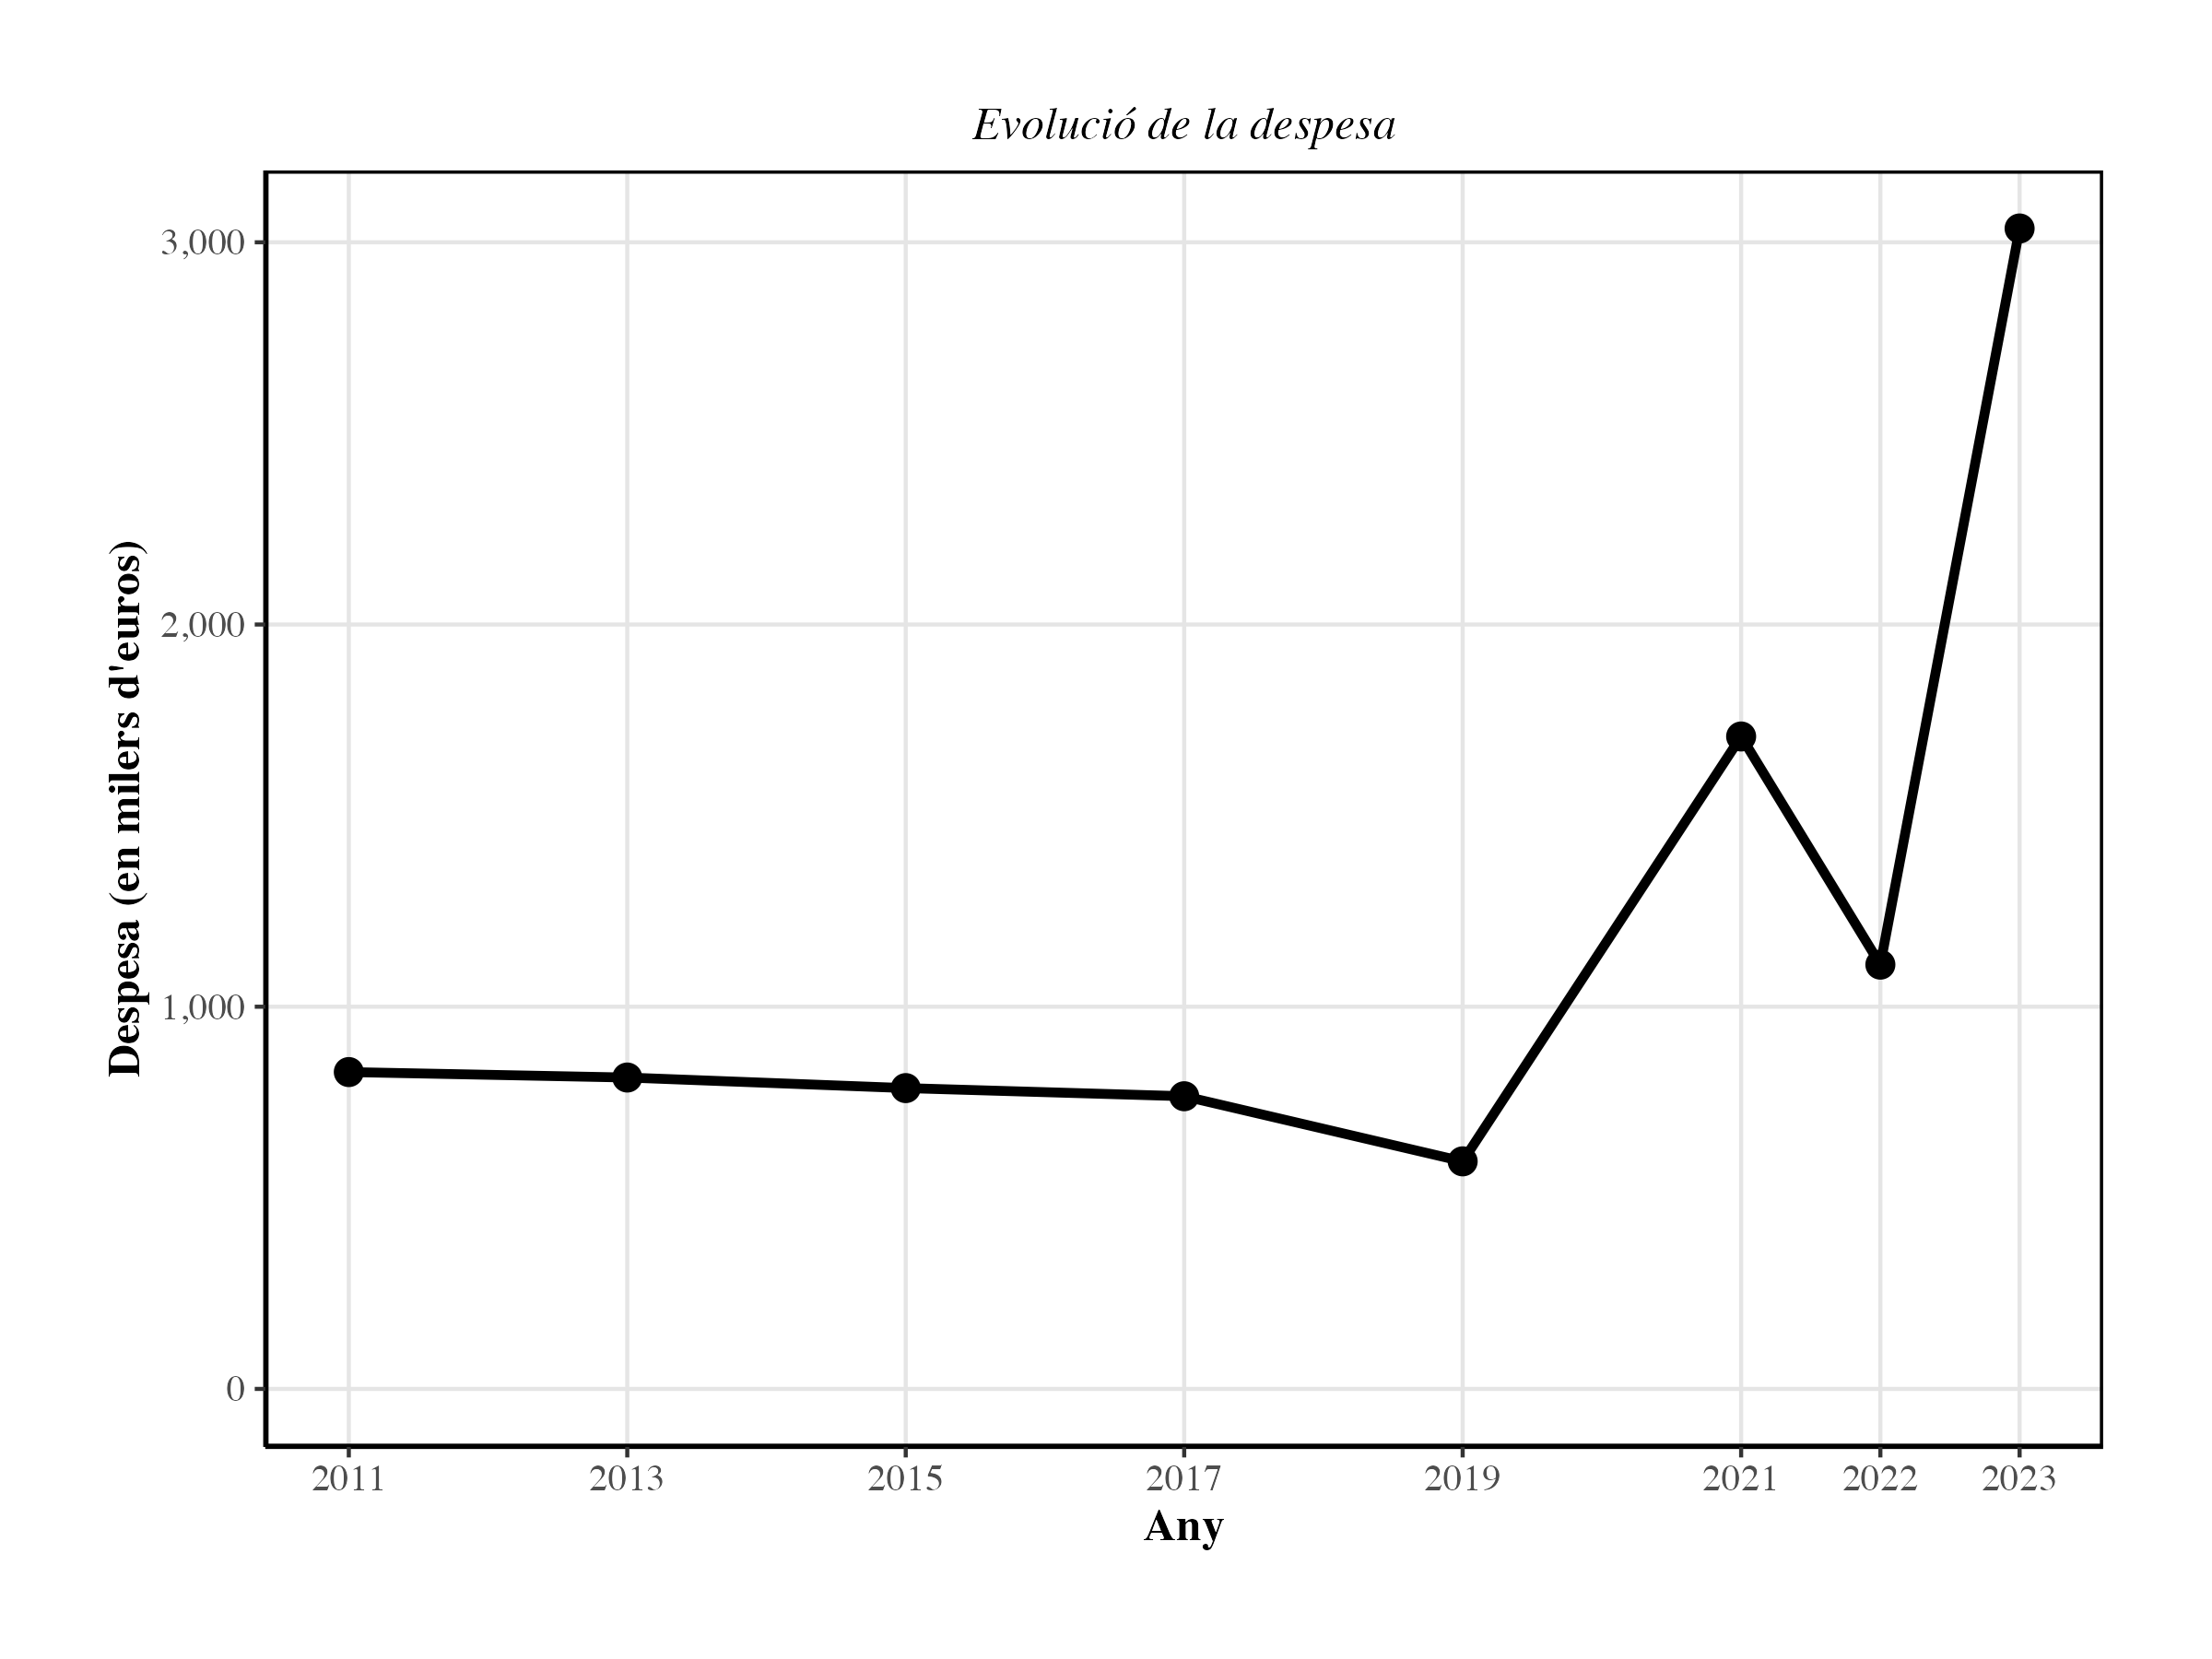 Evolució de la despesa
3,000
2,000
1,000
0
Despesa (en milers d'euros)
2011 2013 2015 2017 2019 2021 2022 2023
Any